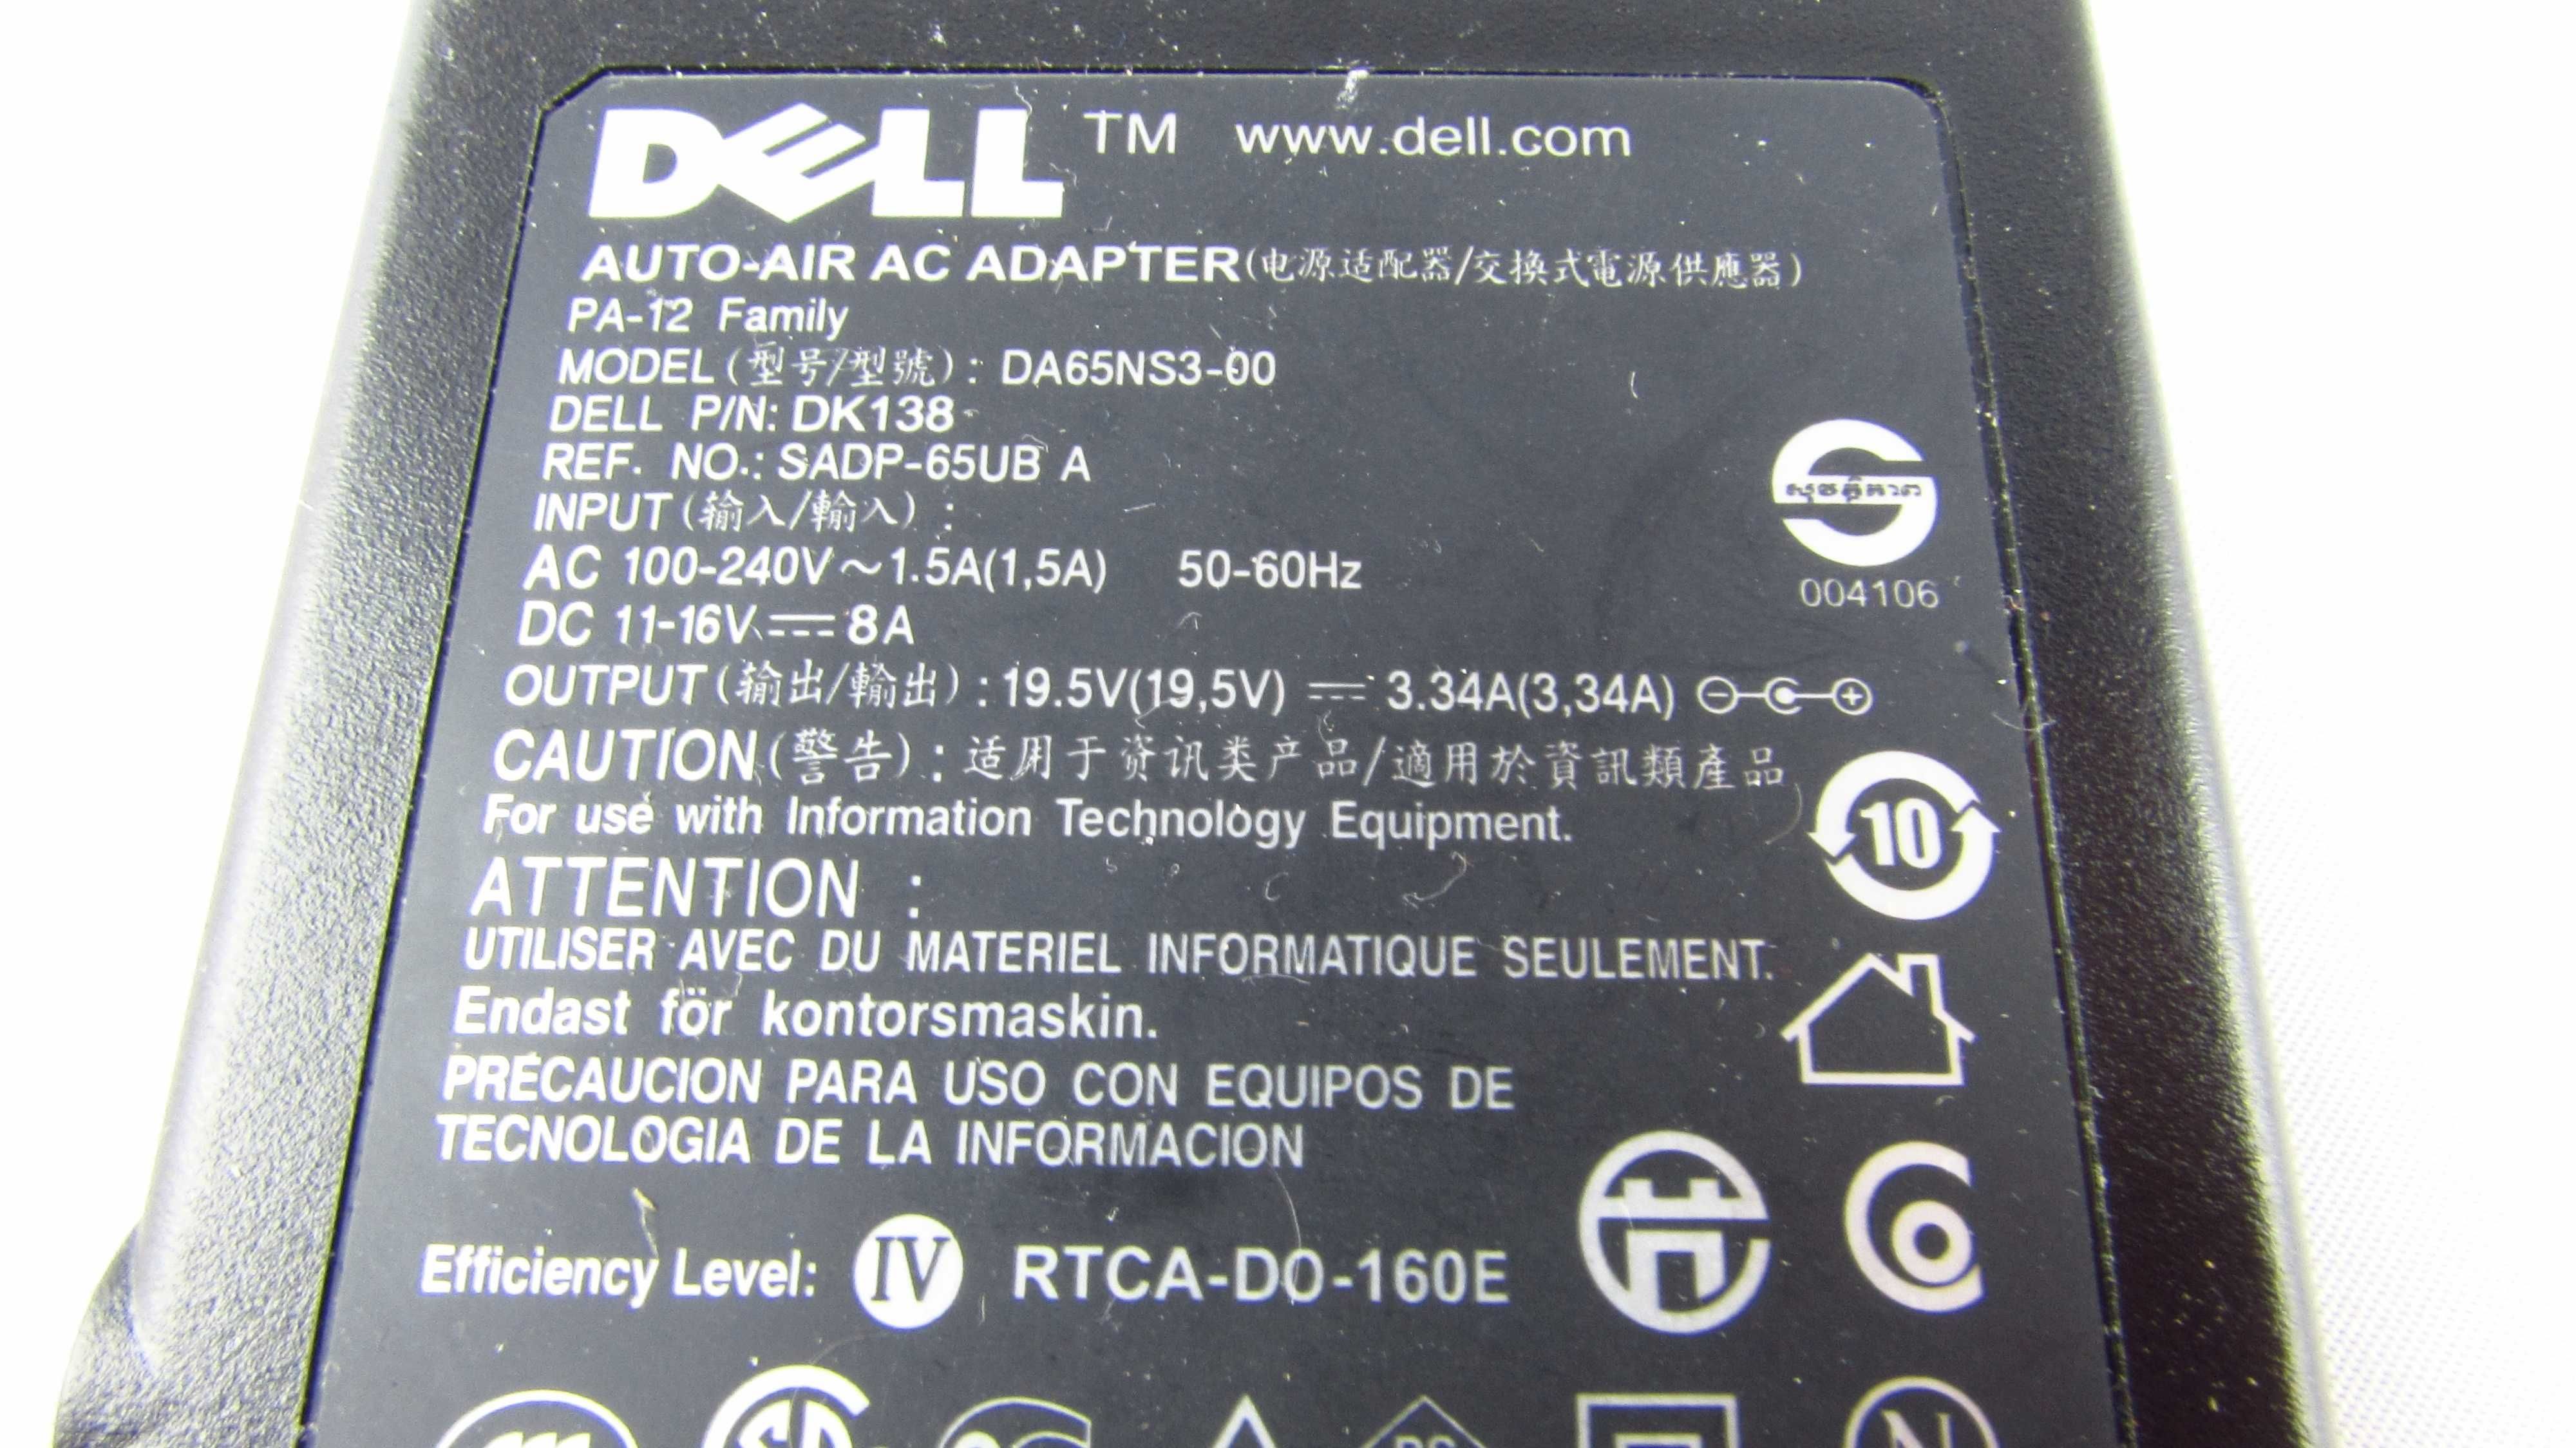 DELL TM www.dell.com
AUTO-AIR AC ADAPTER(电源适配器/交換式電源供應器)
PA-12 Family
MODEL(型号/型號): DA65NS3-00
DELL P/N: DK138
REF. NO.: SADP-65UB A
INPUT(输入/輸入) :
AC 100-240V～1.5A(1,5A) 50-60Hz
DC 11-16V⎓8A
OUTPUT(输出/輸出) : 19.5V(19,5V) ⎓ 3.34A(3,34A)
004106
CAUTION(警告) : 适用于资讯类产品/適用於資訊類產品
For use with Information Technology Equipment.
10
ATTENTION :
UTILISER AVEC DU MATERIEL INFORMATIQUE SEULEMENT.
Endast för kontorsmaskin.
PRECAUCION PARA USO CON EQUIPOS DE
TECNOLOGIA DE LA INFORMACION
Efficiency Level: IV RTCA-DO-160E
N